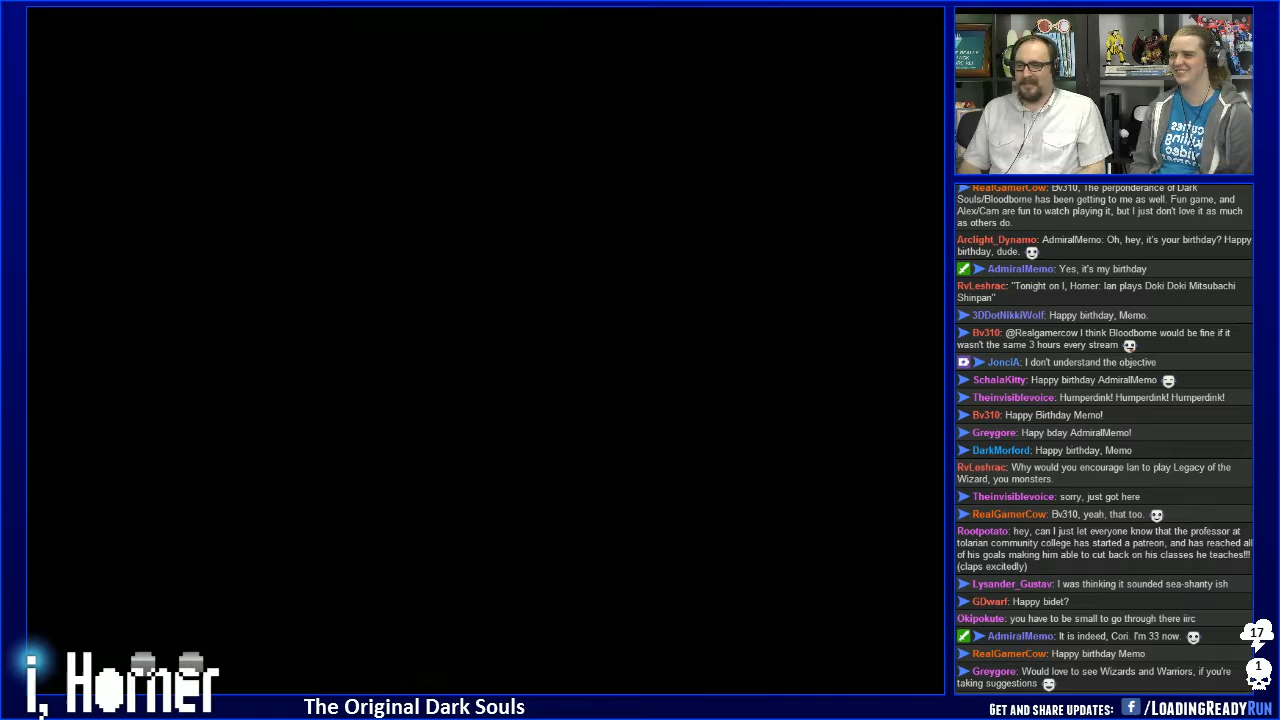 RealGamerCow: Bv310, The perponderance of Dark
Souls/Bloodborne has been getting to me as well. Fun game, and
Alex/Cam are fun to watch playing it, but I just don't love it as much
as others do.
Arclight_Dynamo: AdmiralMemo: Oh, hey, it's your birthday? Happy
birthday, dude.
AdmiralMemo: Yes, it's my birthday
RvLeshrac: "Tonight on I, Horner: Ian plays Doki Doki Mitsubachi
Shinpan"
3DDotNikkiWolf: Happy birthday, Memo.
Bv310: @Realgamercow I think Bloodborne would be fine if it
wasn't the same 3 hours every stream
JonciA: I don't understand the objective
SchalaKitty: Happy birthday AdmiralMemo
Theinvisiblevoice: Humperdink! Humperdink! Humperdink!
Bv310: Happy Birthday Memo!
Greygore: Hapy bday AdmiralMemo!
DarkMorford: Happy birthday, Memo
RvLeshrac: Why would you encourage Ian to play Legacy of the
Wizard, you monsters.
Theinvisiblevoice: sorry, just got here
RealGamerCow: Bv310, yeah, that too.
Rootpotato: hey, can I just let everyone know that the professor at
tolarian community college has started a patreon, and has reached all
of his goals making him able to cut back on his classes he teaches!!!
(claps excitedly)
Lysander_Gustav: I was thinking it sounded sea-shanty ish
GDwarf: Happy bidet?
Okipokute: you have to be small to go through there iirc
AdmiralMemo: It is indeed, Cori. I'm 33 now.
RealGamerCow: Happy birthday Memo
Greygore: Would love to see Wizards and Warriors, if you're
taking suggestions
17
1
i, Horner
The Original Dark Souls
Get and share updates: f /LoadingReadyRun